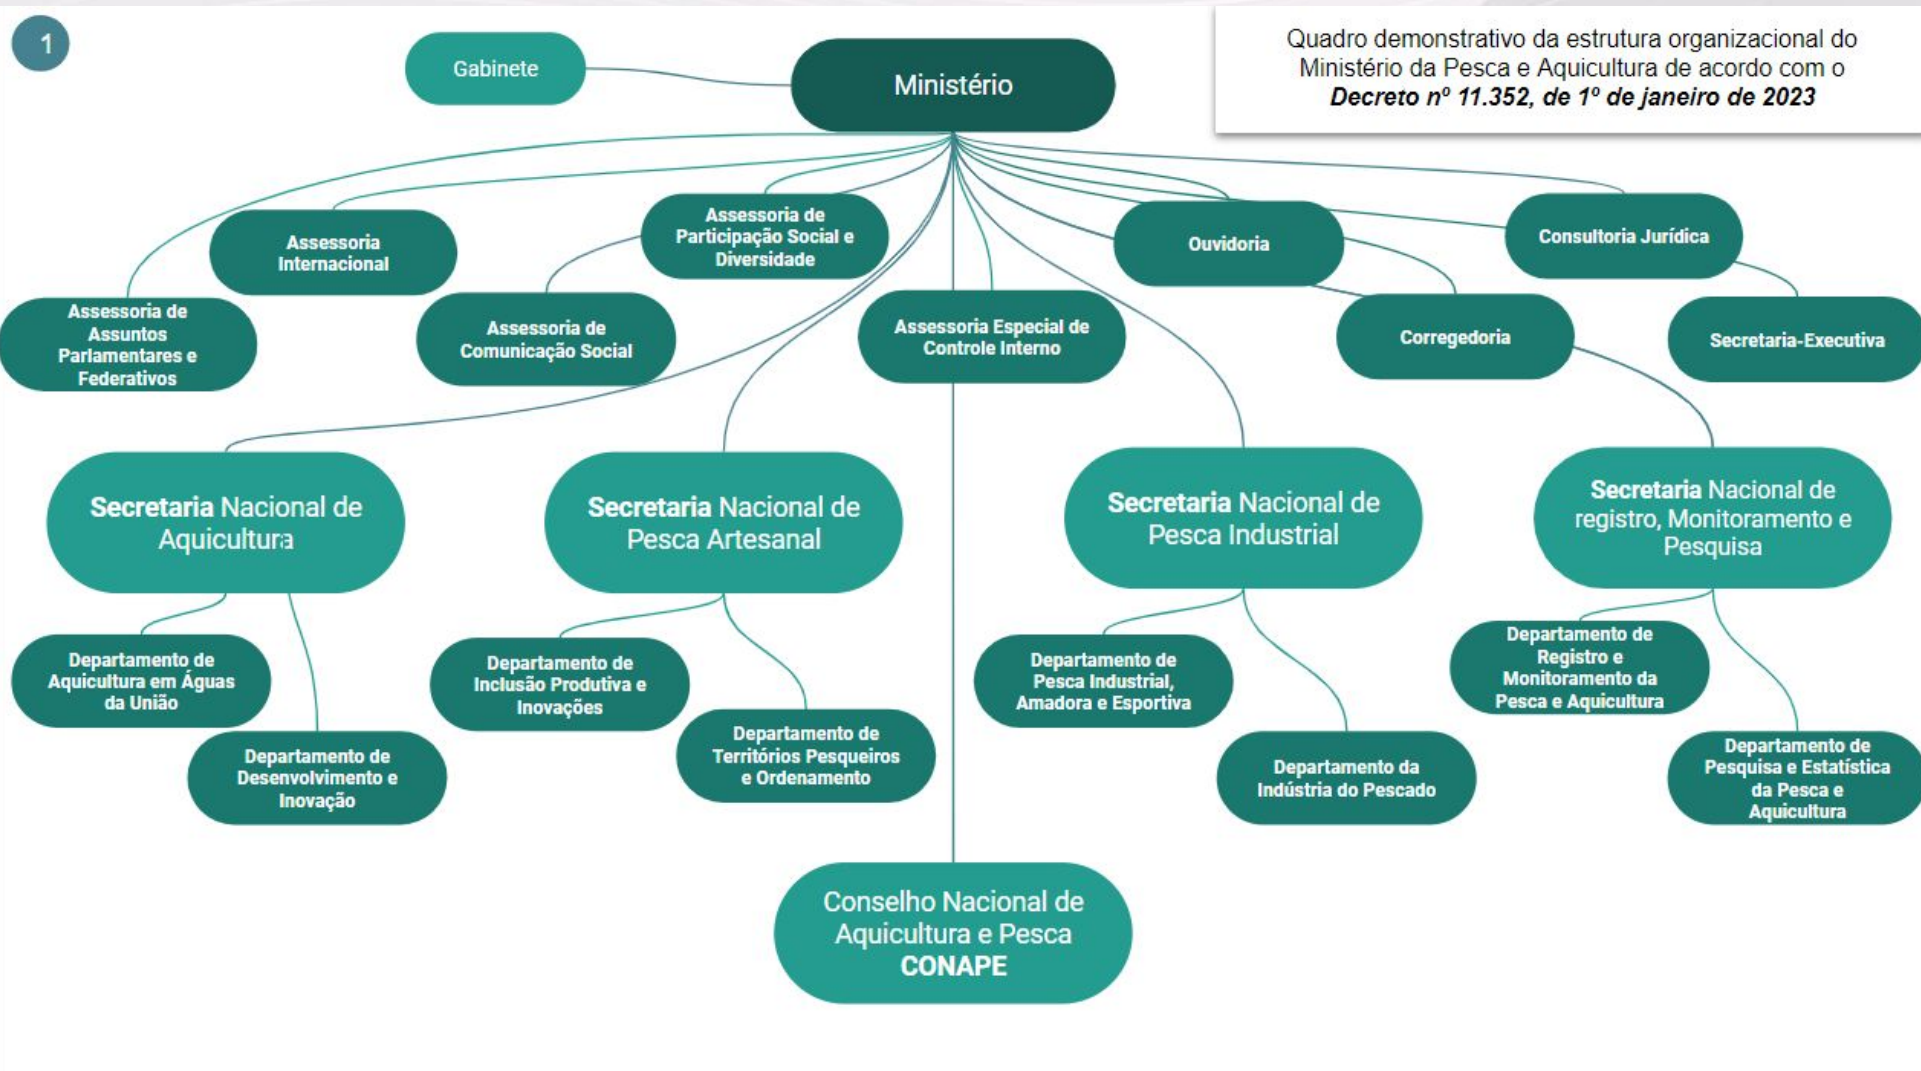 1
Gabinete
Ministério
Quadro demonstrativo da estrutura organizacional do
Ministério da Pesca e Aquicultura de acordo com o
Decreto nº 11.352, de 1º de janeiro de 2023
Assessoria de
Assuntos
Parlamentares e
Federativos
Assessoria
Internacional
Assessoria de
Comunicação Social
Assessoria de
Participação Social e
Diversidade
Assessoria Especial de
Controle Interno
Ouvidoria
Corregedoria
Consultoria Jurídica
Secretaria-Executiva
Secretaria Nacional de
Aquicultura
Secretaria Nacional de
Pesca Artesanal
Secretaria Nacional de
Pesca Industrial
Secretaria Nacional de
registro, Monitoramento e
Pesquisa
Departamento de
Aquicultura em Águas
da União
Departamento de
Desenvolvimento e
Inovação
Departamento de
Inclusão Produtiva e
Inovações
Departamento de
Territórios Pesqueiros
e Ordenamento
Departamento de
Pesca Industrial,
Amadora e Esportiva
Departamento da
Indústria do Pescado
Departamento de
Registro e
Monitoramento da
Pesca e Aquicultura
Departamento de
Pesquisa e Estatística
da Pesca e
Aquicultura
Conselho Nacional de
Aquicultura e Pesca
CONAPE